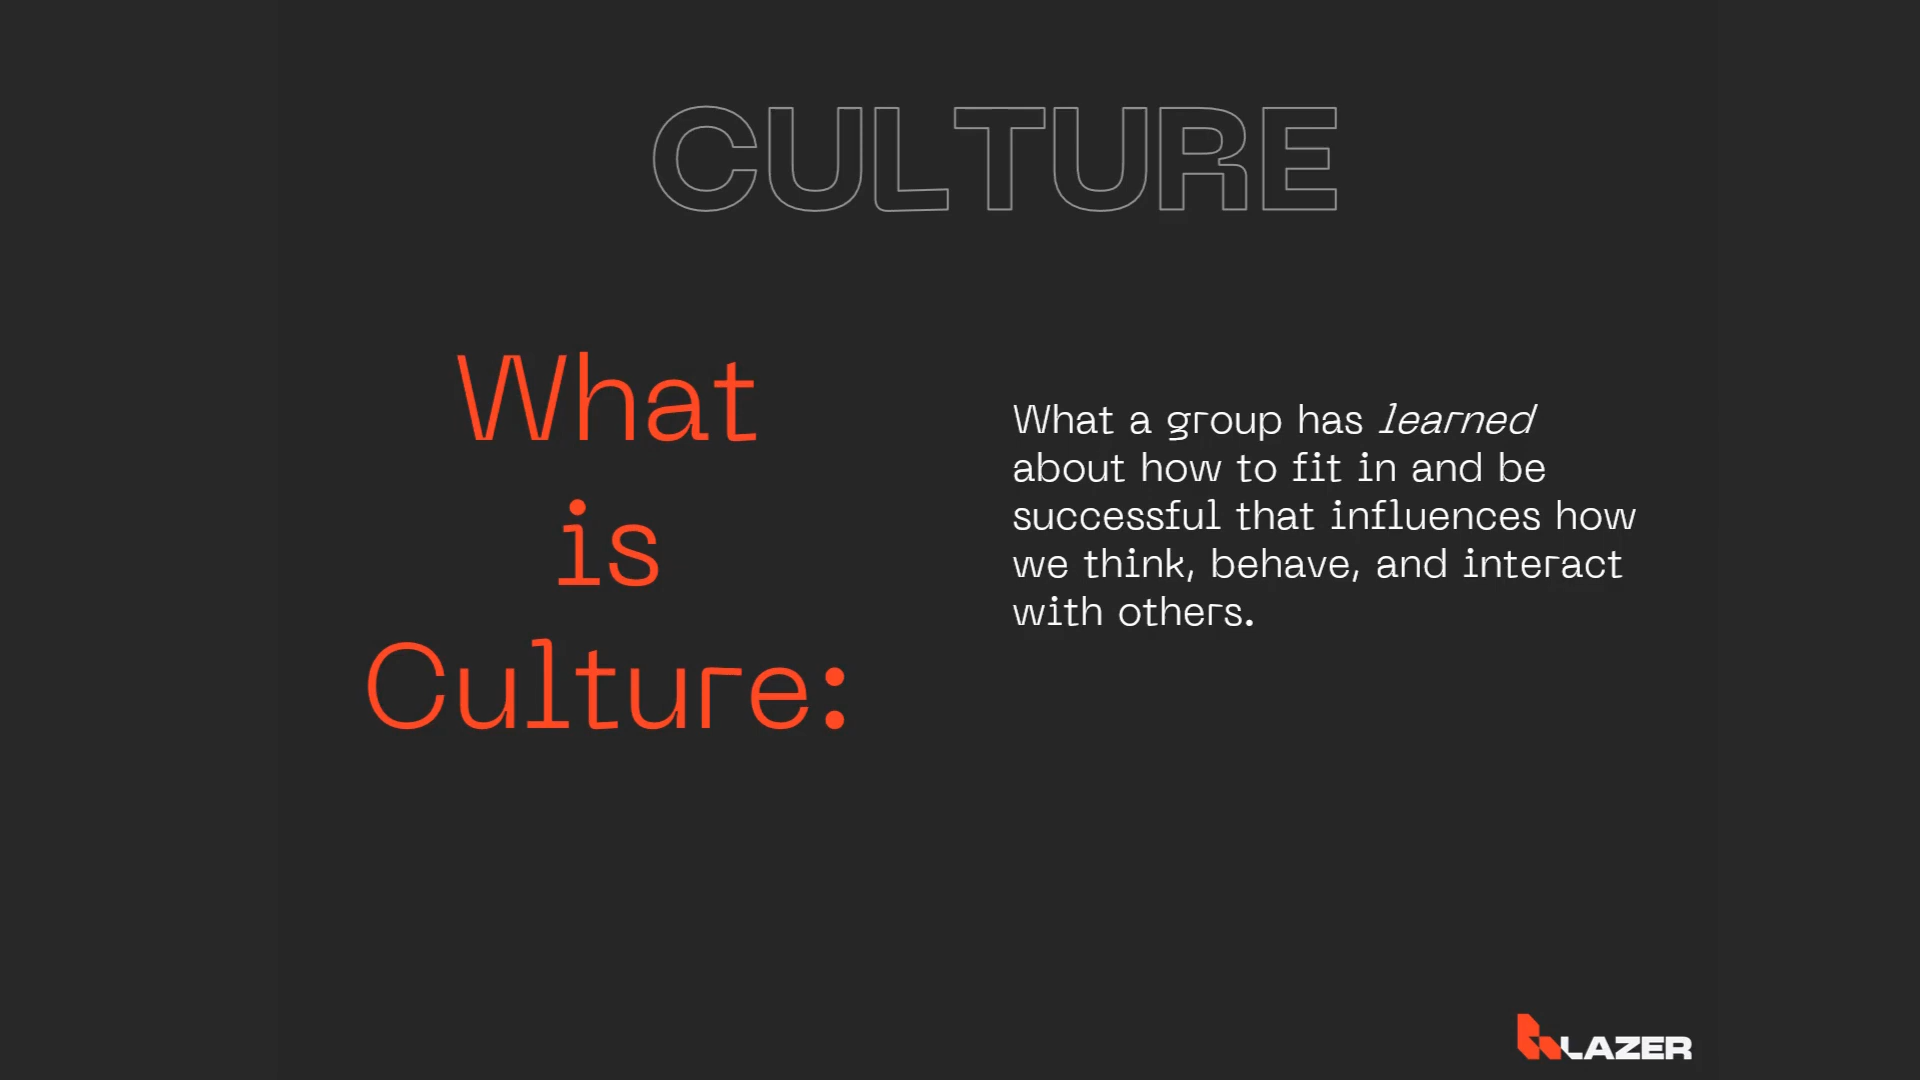 CULTURE
What
is
Culture:
What a group has learned
about how to fit in and be
successful that influences how
we think, behave, and interact
with others.
LAZER